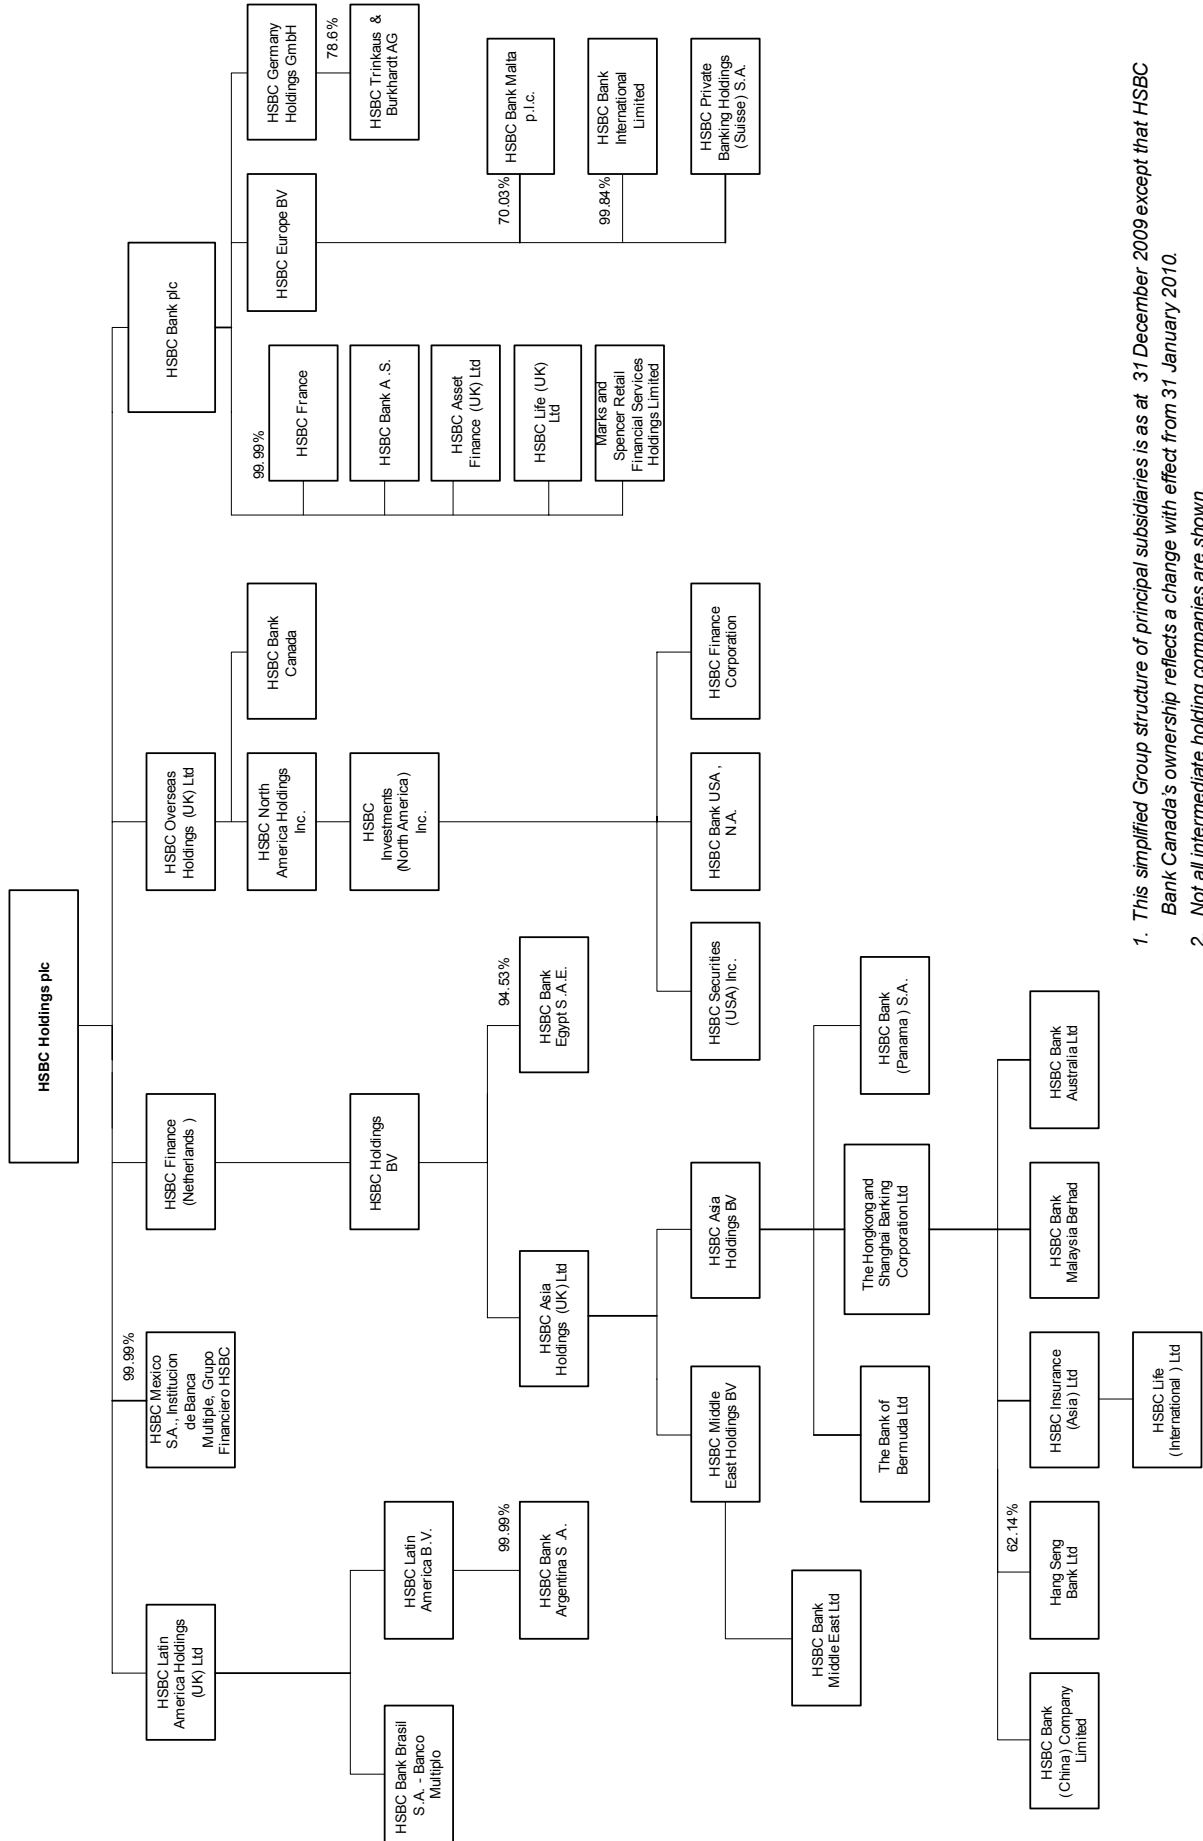 HSBC Holdings plc
HSBC Latin
America Holdings
(UK) Ltd
99.99%
HSBC Mexico
S.A., Institucion
de Banca
Multiple, Grupo
Financiero HSBC
HSBC Finance
(Netherlands )
HSBC Overseas
Holdings (UK) Ltd
HSBC Bank plc
HSBC Bank Brasil
S.A. - Banco
Multiplo
HSBC Latin
America B.V.
99.99%
HSBC Bank
Argentina S .A.
HSBC Holdings
BV
HSBC Asia
Holdings (UK) Ltd
94.53%
HSBC Bank
Egypt S .A.E.
HSBC Middle
East Holdings BV
HSBC Asia
Holdings BV
HSBC Bank
Middle East Ltd
The Bank of
Bermuda Ltd
The Hongkong and
Shanghai Banking
Corporation Ltd
HSBC Bank
(Panama ) S.A.
HSBC Bank
(China) Company
Limited
62.14%
Hang Seng
Bank Ltd
HSBC Insurance
(Asia ) Ltd
HSBC Bank
Malaysia Berhad
HSBC Bank
Australia Ltd
HSBC Life
(International ) Ltd
HSBC North
America Holdings
Inc.
HSBC Bank
Canada
HSBC
Investments
(North America)
Inc.
HSBC Securities
(USA) Inc.
HSBC Bank USA ,
N.A.
HSBC Finance
Corporation
99.99%
HSBC France
HSBC Bank A .S.
HSBC Asset
Finance (UK) Ltd
HSBC Life (UK)
Ltd
Marks and
Spencer Retail
Financial Services
Holdings Limited
HSBC Europe BV
HSBC Germany
Holdings GmbH
78.6%
HSBC Trinkaus &
Burkhardt AG
70.03%
HSBC Bank Malta
p.l.c.
99.84%
HSBC Bank
International
Limited
HSBC Private
Banking Holdings
(Suisse) S.A.
1. This simplified Group structure of principal subsidiaries is as at 31 December 2009 except that HSBC
Bank Canada's ownership reflects a change with effect from 31 January 2010.
2. Not all intermediate holding companies are shown